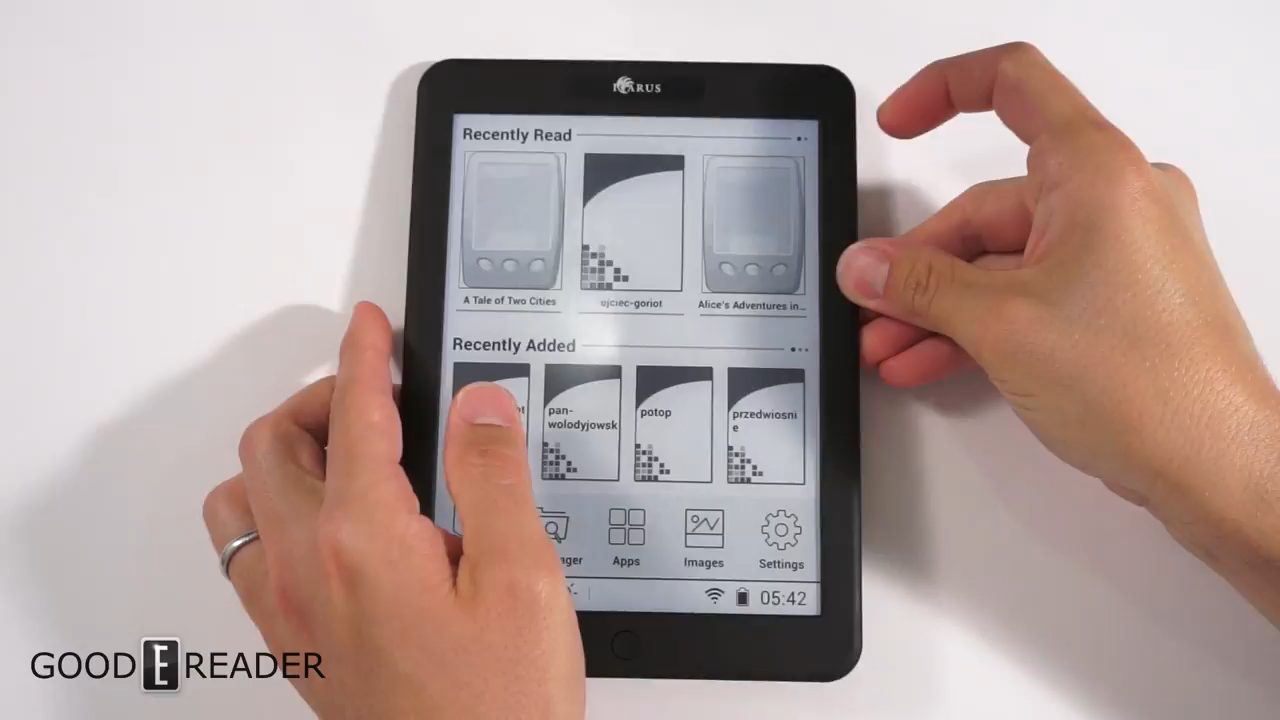 ICARUS
Recently Read
A Tale of Two Cities
ojciec-goriot
Alice's Adventures in...
Recently Added
pan-
wolodyjowsk
potop
przedwiosni
e
Apps
Images
Settings
05:42
GOOD E READER